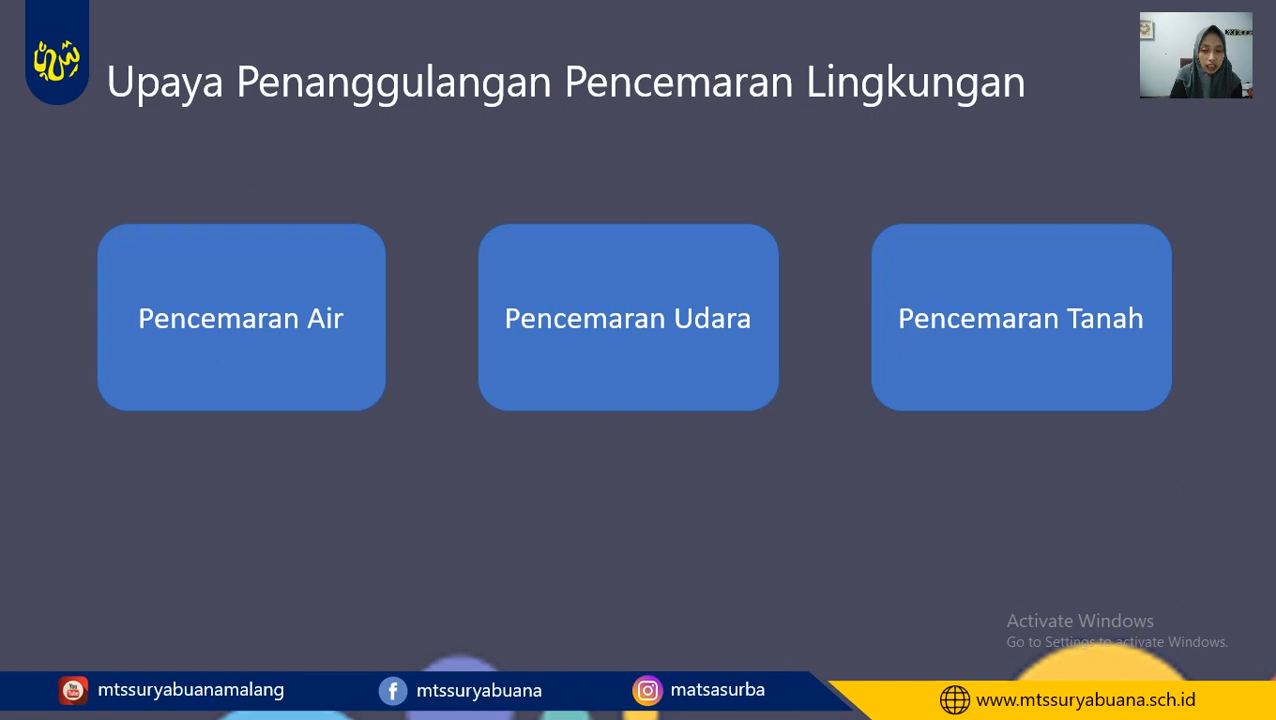 Upaya Penanggulangan Pencemaran Lingkungan
Pencemaran Air
Pencemaran Udara
Pencemaran Tanah
Activate Windows
Go to Settings to activate Windows.
mtssuryabuanamalang
mtssuryabuana
matsasurba
www.mtssuryabuana.sch.id